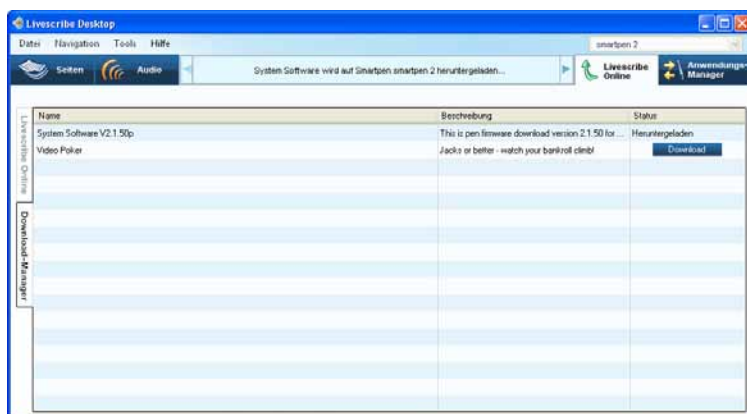 Livescribe Desktop
Datei Navigation Tools Hilfe
smartpen 2
Seiten Audio
System Software wird auf Smartpen smartpen 2 heruntergeladen...
Livescribe Online
Anwendungs-Manager
Livescribe Online
Download-Manager
Name Beschreibung Status
System Software V2.1.50p This is pen firmware download version 2.1.50 for ... Heruntergeladen
Video Poker Jacks or better - watch your bankroll climb! Download